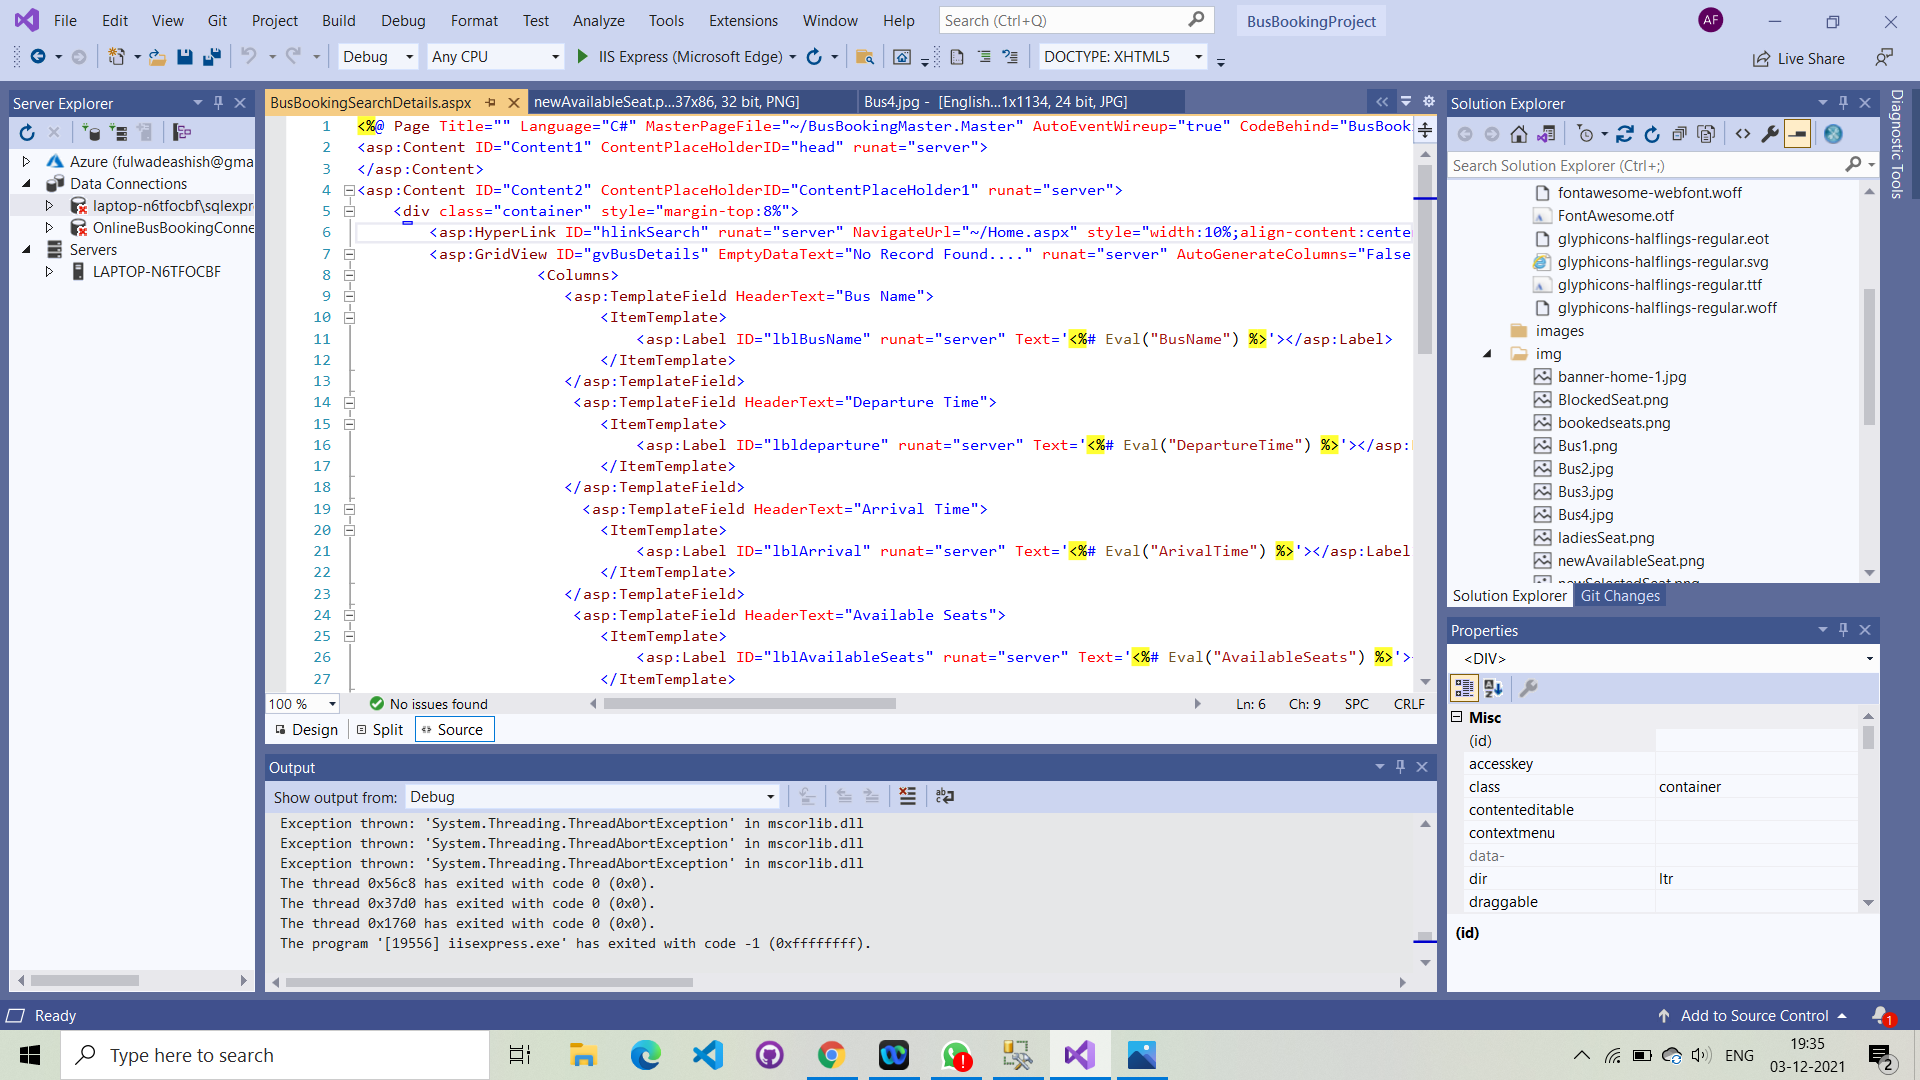 File Edit View Git Project Build Debug Format Test Analyze Tools Extensions Window Help Search (Ctrl+Q) BusBookingProject AF
Debug Any CPU IIS Express (Microsoft Edge) DOCTYPE: XHTML5 Live Share
Server Explorer
Azure (fulwadeashish@gma
Data Connections
laptop-n6tfocbf\sqlexpr
OnlineBusBookingConne
Servers
LAPTOP-N6TFOCBF
BusBookingSearchDetails.aspx newAvailableSeat.p...37x86, 32 bit, PNG] Bus4.jpg - [English...1x1134, 24 bit, JPG]
1 <%@ Page Title="" Language="C#" MasterPageFile="~/BusBookingMaster.Master" AutoEventWireup="true" CodeBehind="BusBooki
2 <asp:Content ID="Content1" ContentPlaceHolderID="head" runat="server">
3 </asp:Content>
4 <asp:Content ID="Content2" ContentPlaceHolderID="ContentPlaceHolder1" runat="server">
5 <div class="container" style="margin-top:8%">
6 <asp:HyperLink ID="hlinkSearch" runat="server" NavigateUrl="~/Home.aspx" style="width:10%;align-content:cente
7 <asp:GridView ID="gvBusDetails" EmptyDataText="No Record Found...." runat="server" AutoGenerateColumns="False
8 <Columns>
9 <asp:TemplateField HeaderText="Bus Name">
10 <ItemTemplate>
11 <asp:Label ID="lblBusName" runat="server" Text='<%# Eval("BusName") %>'></asp:Label>
12 </ItemTemplate>
13 </asp:TemplateField>
14 <asp:TemplateField HeaderText="Departure Time">
15 <ItemTemplate>
16 <asp:Label ID="lbldeparture" runat="server" Text='<%# Eval("DepartureTime") %>'></asp:
17 </ItemTemplate>
18 </asp:TemplateField>
19 <asp:TemplateField HeaderText="Arrival Time">
20 <ItemTemplate>
21 <asp:Label ID="lblArrival" runat="server" Text='<%# Eval("ArivalTime") %>'></asp:Label
22 </ItemTemplate>
23 </asp:TemplateField>
24 <asp:TemplateField HeaderText="Available Seats">
25 <ItemTemplate>
26 <asp:Label ID="lblAvailableSeats" runat="server" Text='<%# Eval("AvailableSeats") %>'>
27 </ItemTemplate>
100 % No issues found Ln: 6 Ch: 9 SPC CRLF
Design Split Source
Output
Show output from: Debug
Exception thrown: 'System.Threading.ThreadAbortException' in mscorlib.dll
Exception thrown: 'System.Threading.ThreadAbortException' in mscorlib.dll
Exception thrown: 'System.Threading.ThreadAbortException' in mscorlib.dll
The thread 0x56c8 has exited with code 0 (0x0).
The thread 0x37d0 has exited with code 0 (0x0).
The thread 0x1760 has exited with code 0 (0x0).
The program '[19556] iisexpress.exe' has exited with code -1 (0xffffffff).
Solution Explorer
Search Solution Explorer (Ctrl+;)
fontawesome-webfont.woff
FontAwesome.otf
glyphicons-halflings-regular.eot
glyphicons-halflings-regular.svg
glyphicons-halflings-regular.ttf
glyphicons-halflings-regular.woff
images
img
banner-home-1.jpg
BlockedSeat.png
bookedseats.png
Bus1.png
Bus2.jpg
Bus3.jpg
Bus4.jpg
ladiesSeat.png
newAvailableSeat.png
newSelectedSeat.png
Solution Explorer Git Changes
Properties
<DIV>
Misc
(id)
accesskey
class container
contenteditable
contextmenu
data-
dir ltr
draggable
(id)
Diagnostic Tools
Ready Add to Source Control 1
Type here to search ENG 19:35
03-12-2021 2